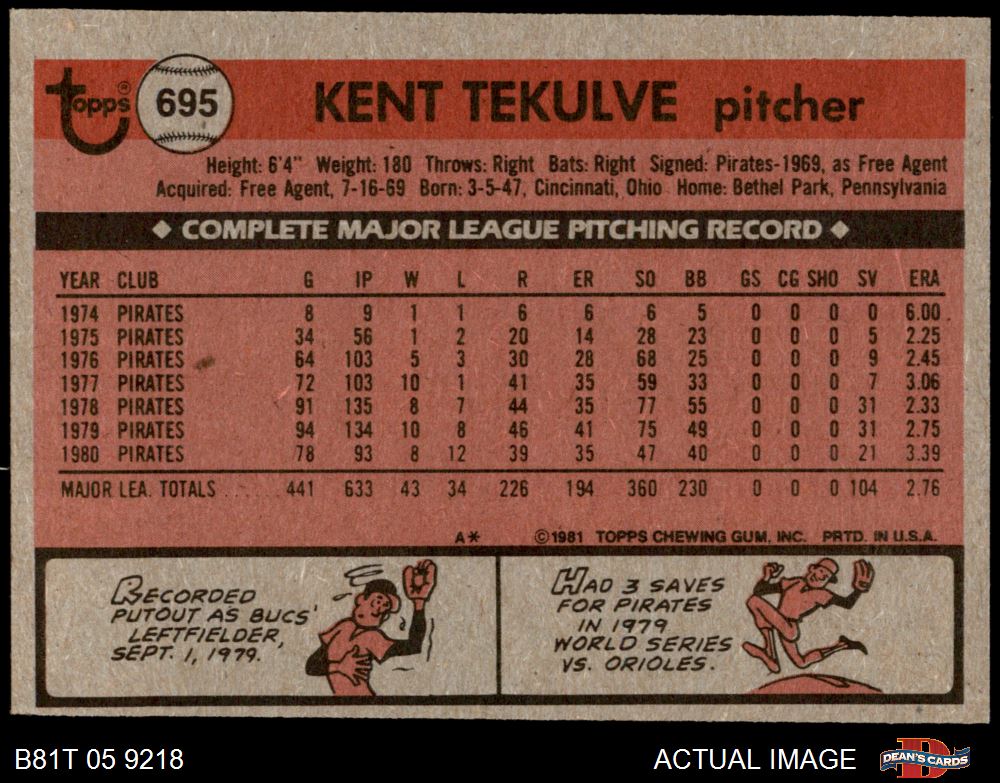 Topps®
695
KENT TEKULVE pitcher
Height: 6'4" Weight: 180 Throws: Right Bats: Right Signed: Pirates-1969, as Free Agent
Acquired: Free Agent, 7-16-69 Born: 3-5-47, Cincinnati, Ohio Home: Bethel Park, Pennsylvania
◆ COMPLETE MAJOR LEAGUE PITCHING RECORD ◆
YEAR CLUB G IP W L R ER SO BB GS CG SHO SV ERA
1974 PIRATES 8 9 1 1 6 6 6 5 0 0 0 0 6.00
1975 PIRATES 34 56 1 2 20 14 28 23 0 0 0 5 2.25
1976 PIRATES 64 103 5 3 30 28 68 25 0 0 0 9 2.45
1977 PIRATES 72 103 10 1 41 35 59 33 0 0 0 7 3.06
1978 PIRATES 91 135 8 7 44 35 77 55 0 0 0 31 2.33
1979 PIRATES 94 134 10 8 46 41 75 49 0 0 0 31 2.75
1980 PIRATES 78 93 8 12 39 35 47 40 0 0 0 21 3.39
MAJOR LEA. TOTALS ...... 441 633 43 34 226 194 360 230 0 0 0 104 2.76
A* ©1981 TOPPS CHEWING GUM, INC. PRTD. IN U.S.A.
RECORDED
PUTOUT AS BUCS'
LEFTFIELDER,
SEPT. 1, 1979.
HAD 3 SAVES
FOR PIRATES
IN 1979
WORLD SERIES
VS. ORIOLES.
B81T 05 9218 ACTUAL IMAGE DEAN'S CARDS